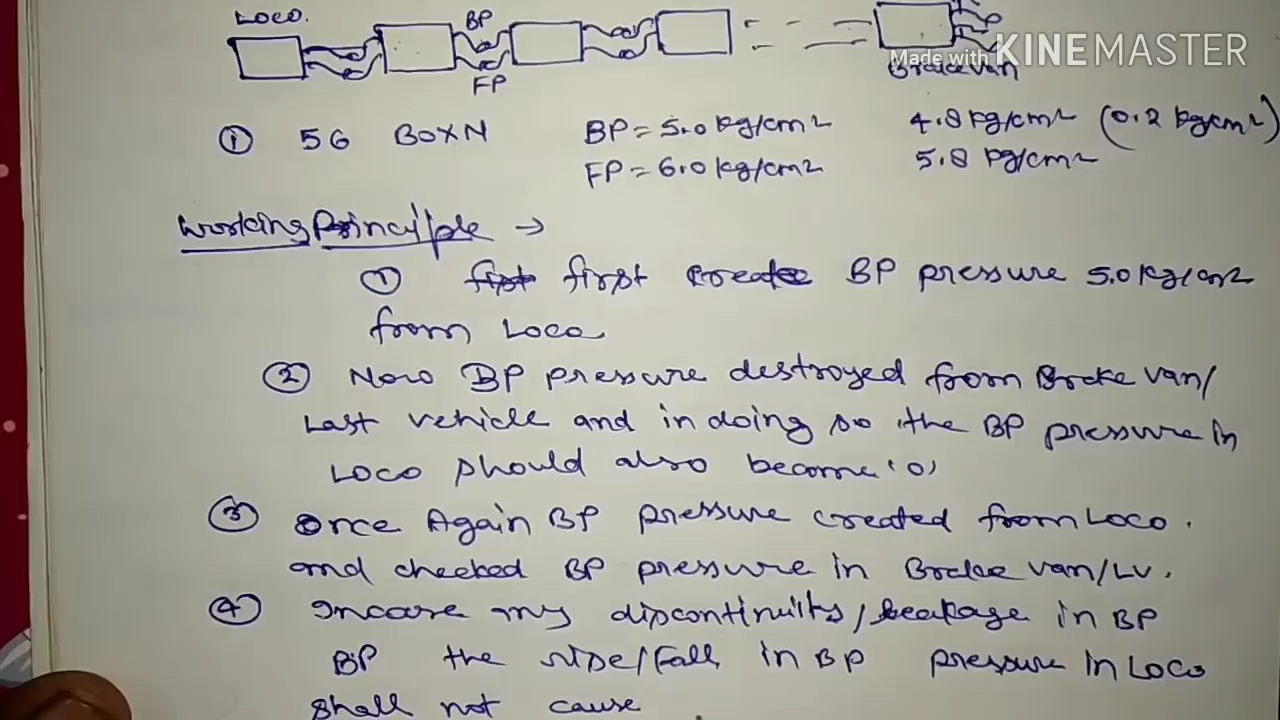 LOCO.
BP
FP
Brake van
Made with KINEMASTER
① 56 BOXN BP = 5.0 kg/cm2 4.8 kg/cm2 (0.2 kg/cm2)
FP = 6.0 kg/cm2 5.8 kg/cm2
Working Principle →
① first first create BP pressure 5.0 kg/cm2
from Loco
② Now BP pressure destroyed from Brake van/
Last vehicle and in doing so the BP pressure in
Loco should also become '0'
③ Once Again BP pressure created from Loco.
and checked BP pressure in Brake van/LV.
④ Incase any discontinuity/leakage in BP
BP the rise/fall in BP pressure in Loco
shall not cause